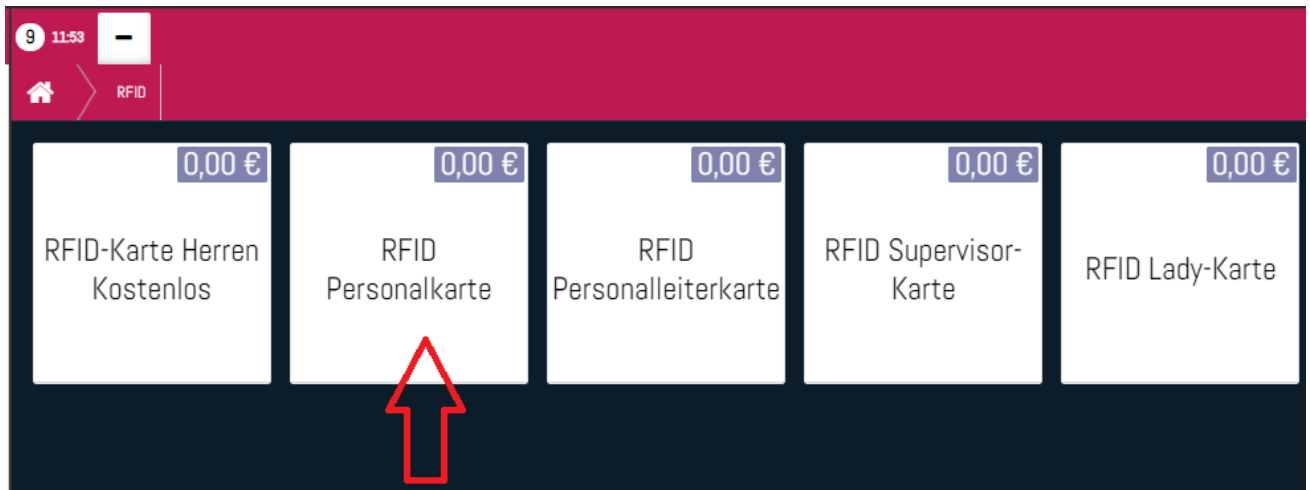 9 11:53 –
RFID
0,00 €
RFID-Karte Herren
Kostenlos
0,00 €
RFID
Personalkarte
0,00 €
RFID
Personalleiterkarte
0,00 €
RFID Supervisor-
Karte
0,00 €
RFID Lady-Karte